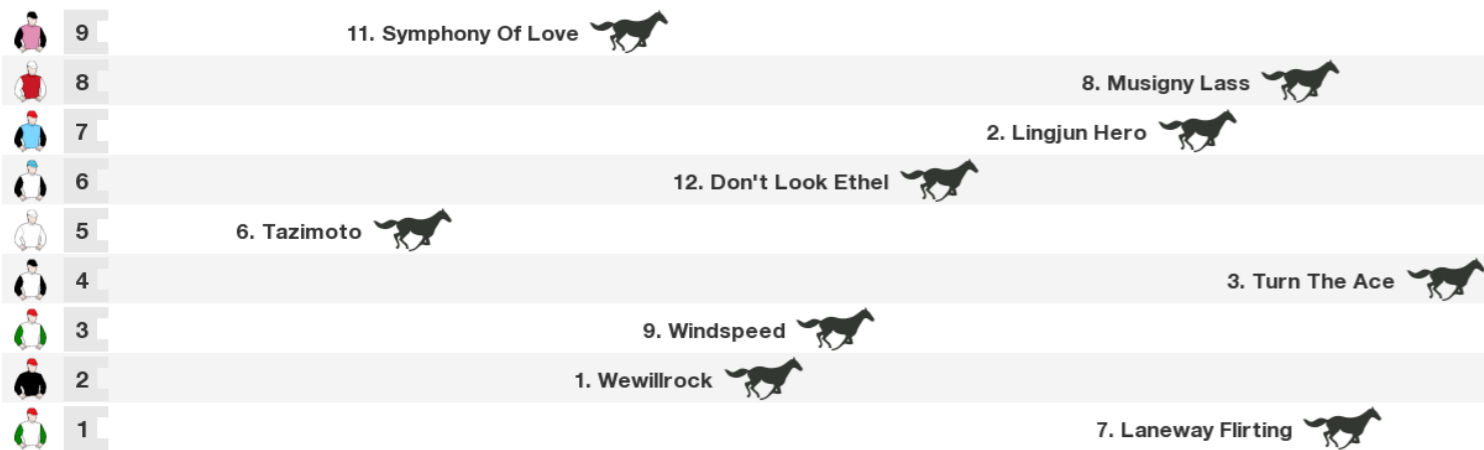 9 11. Symphony Of Love
8 8. Musigny Lass
7 2. Lingjun Hero
6 12. Don't Look Ethel
5 6. Tazimoto
4 3. Turn The Ace
3 9. Windspeed
2 1. Wewillrock
1 7. Laneway Flirting